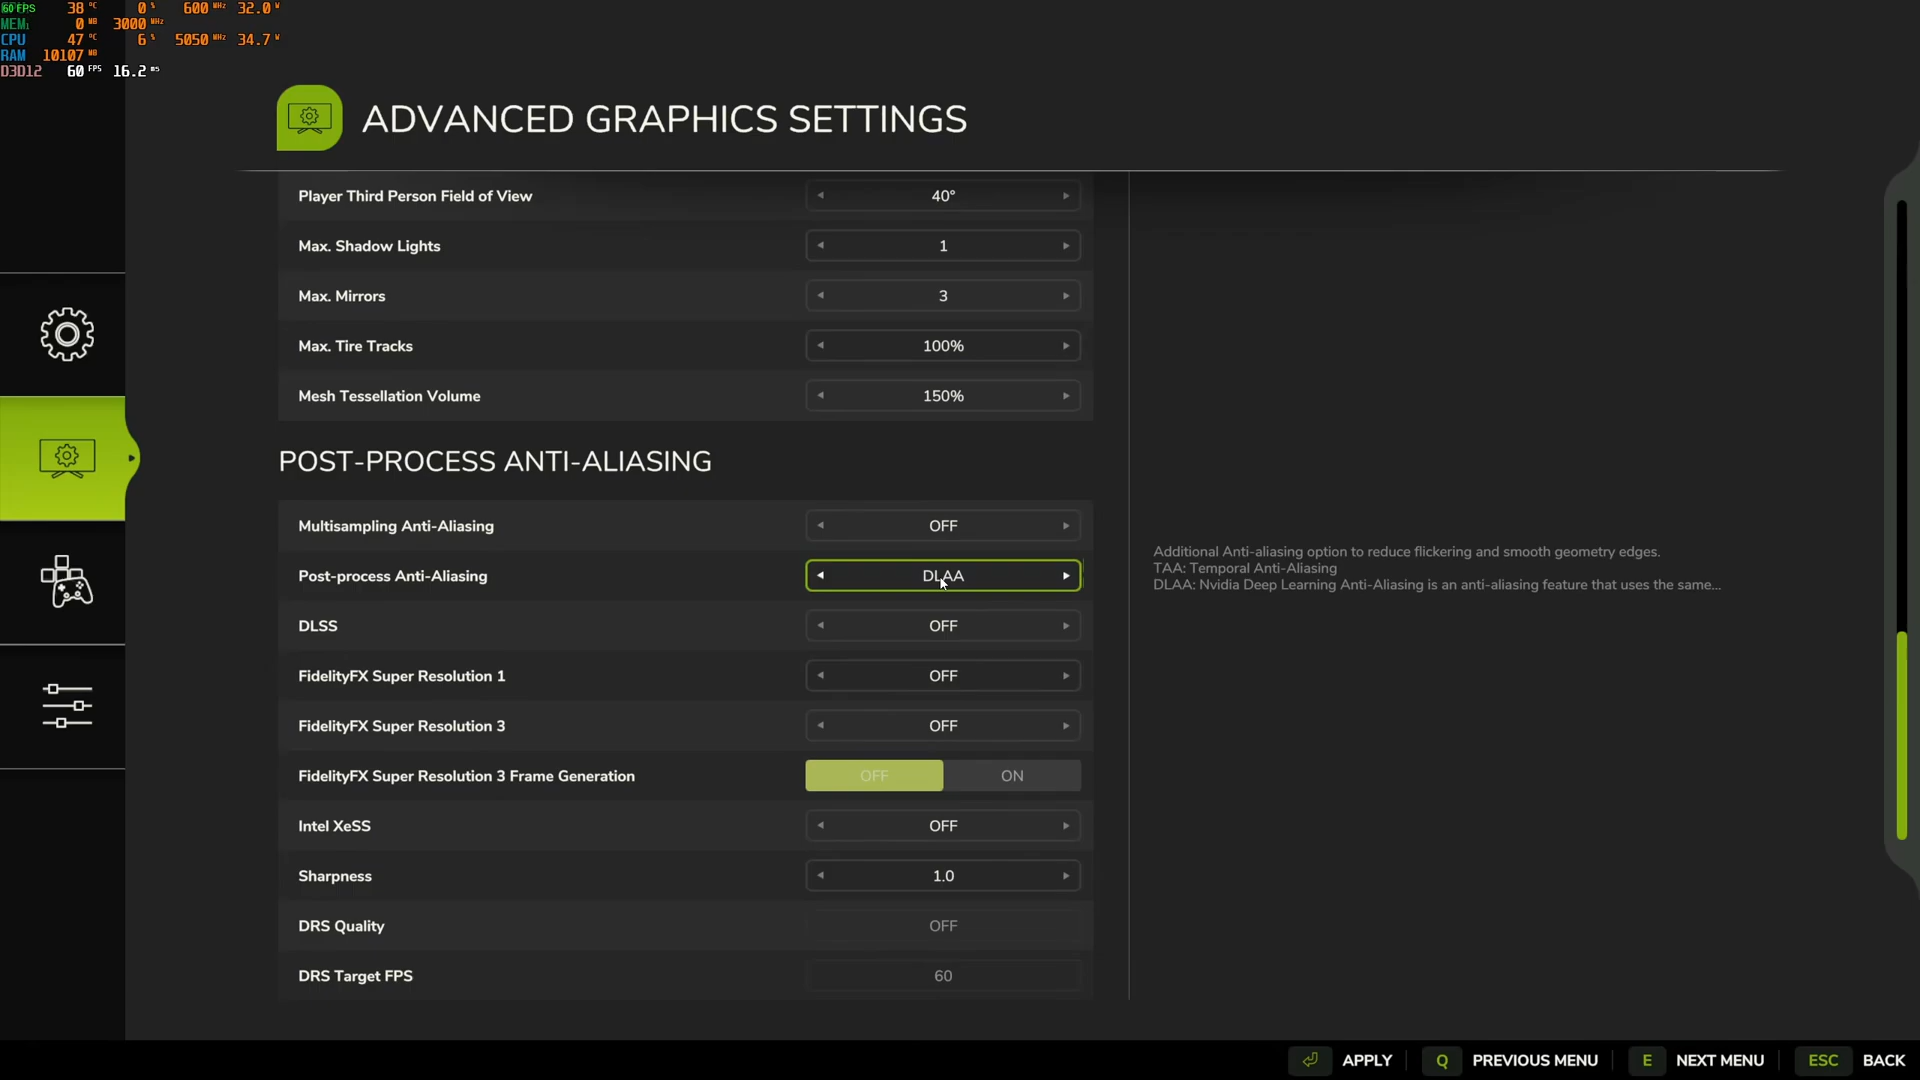 60 FPS 38 °C 0 % 600 MHz 32.0 W
MEM1 0 MB 3000 MHz
CPU 47 °C 6 % 5050 MHz 34.7 W
RAM 10107 MB
D3D12 60 FPS 16.2 ms
ADVANCED GRAPHICS SETTINGS
Player Third Person Field of View 40°
Max. Shadow Lights 1
Max. Mirrors 3
Max. Tire Tracks 100%
Mesh Tessellation Volume 150%
POST-PROCESS ANTI-ALIASING
Multisampling Anti-Aliasing OFF
Post-process Anti-Aliasing DLAA
DLSS OFF
FidelityFX Super Resolution 1 OFF
FidelityFX Super Resolution 3 OFF
FidelityFX Super Resolution 3 Frame Generation OFF ON
Intel XeSS OFF
Sharpness 1.0
DRS Quality OFF
DRS Target FPS 60
Additional Anti-aliasing option to reduce flickering and smooth geometry edges.
TAA: Temporal Anti-Aliasing
DLAA: Nvidia Deep Learning Anti-Aliasing is an anti-aliasing feature that uses the same...
APPLY Q PREVIOUS MENU E NEXT MENU ESC BACK